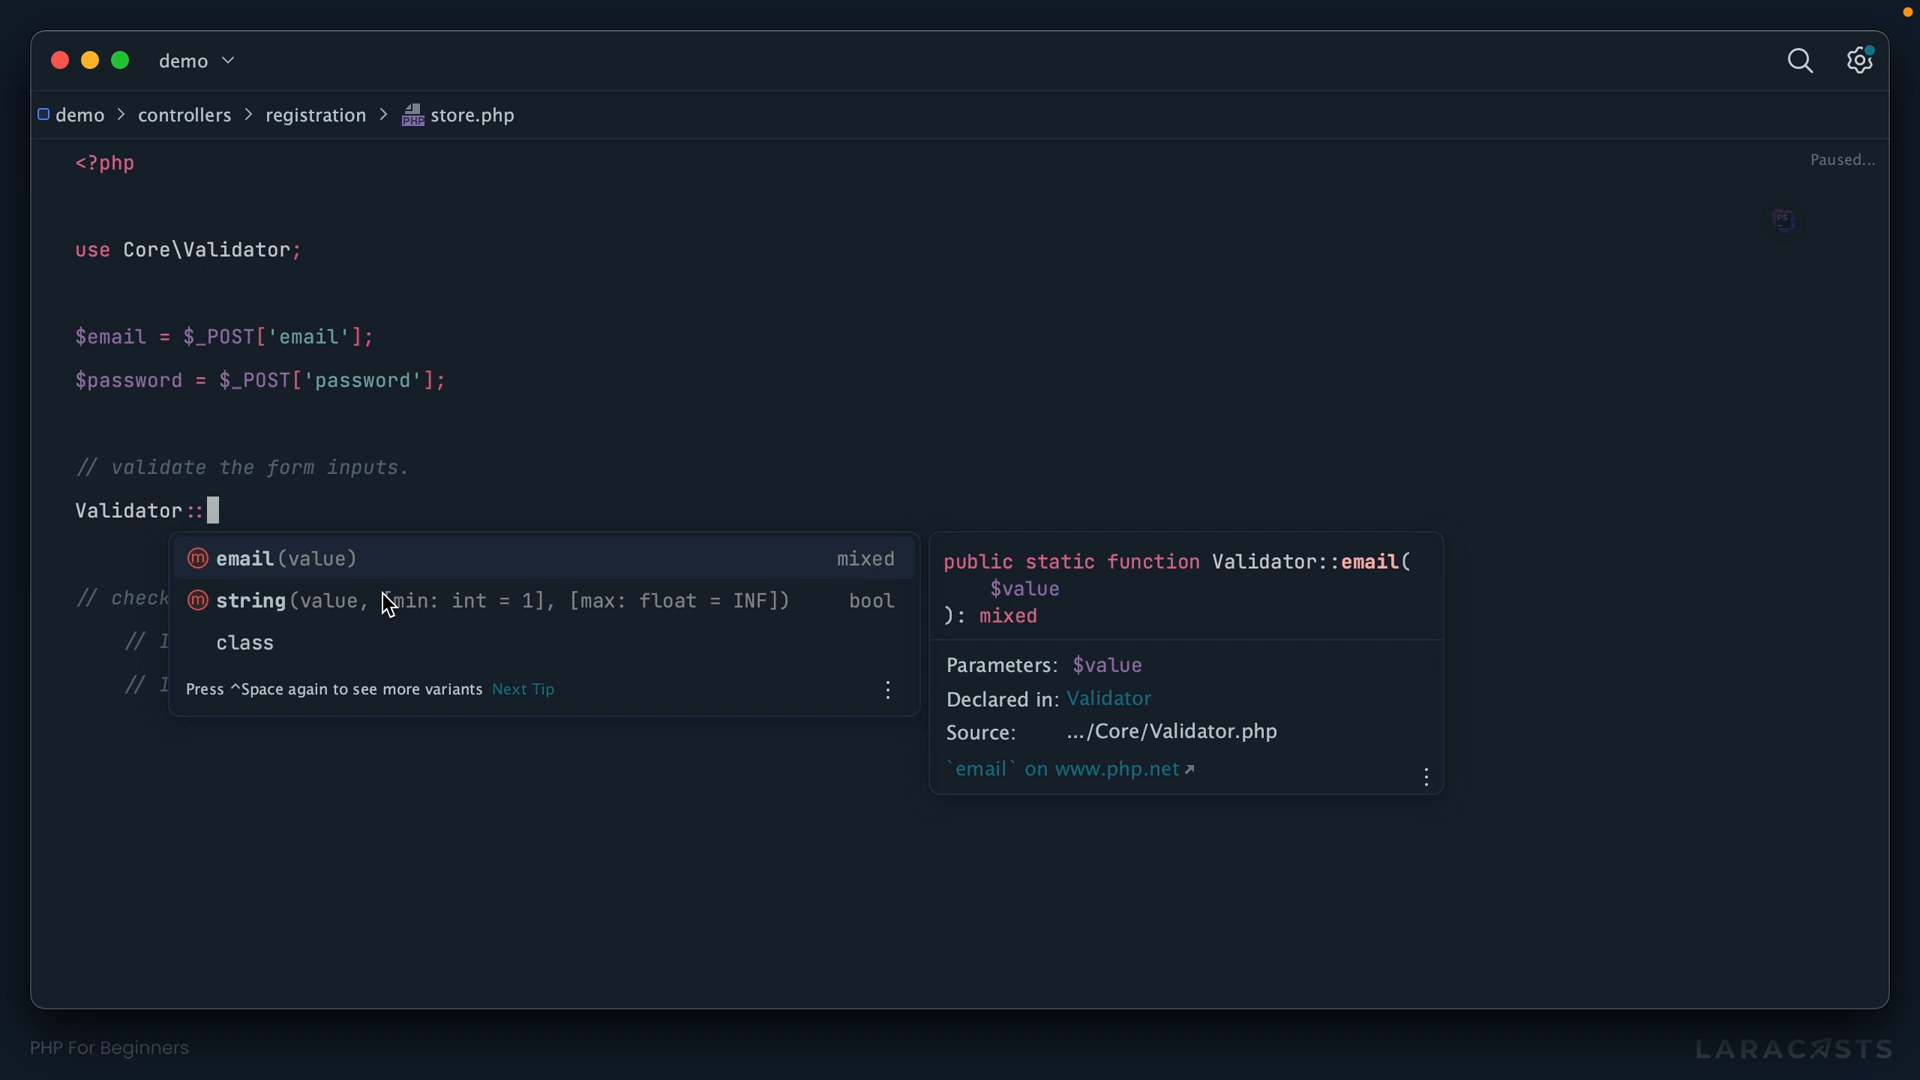 demo
demo > controllers > registration > store.php
<?php
Paused...
use Core\Validator;
$email = $_POST['email'];
$password = $_POST['password'];
// validate the form inputs.
Validator::
email(value) mixed
string(value, [min: int = 1], [max: float = INF]) bool
class
Press ^Space again to see more variants Next Tip
// check
// I
// I
public static function Validator::email(
$value
): mixed
Parameters: $value
Declared in: Validator
Source: .../Core/Validator.php
`email` on www.php.net↗
PHP For Beginners
LARACASTS